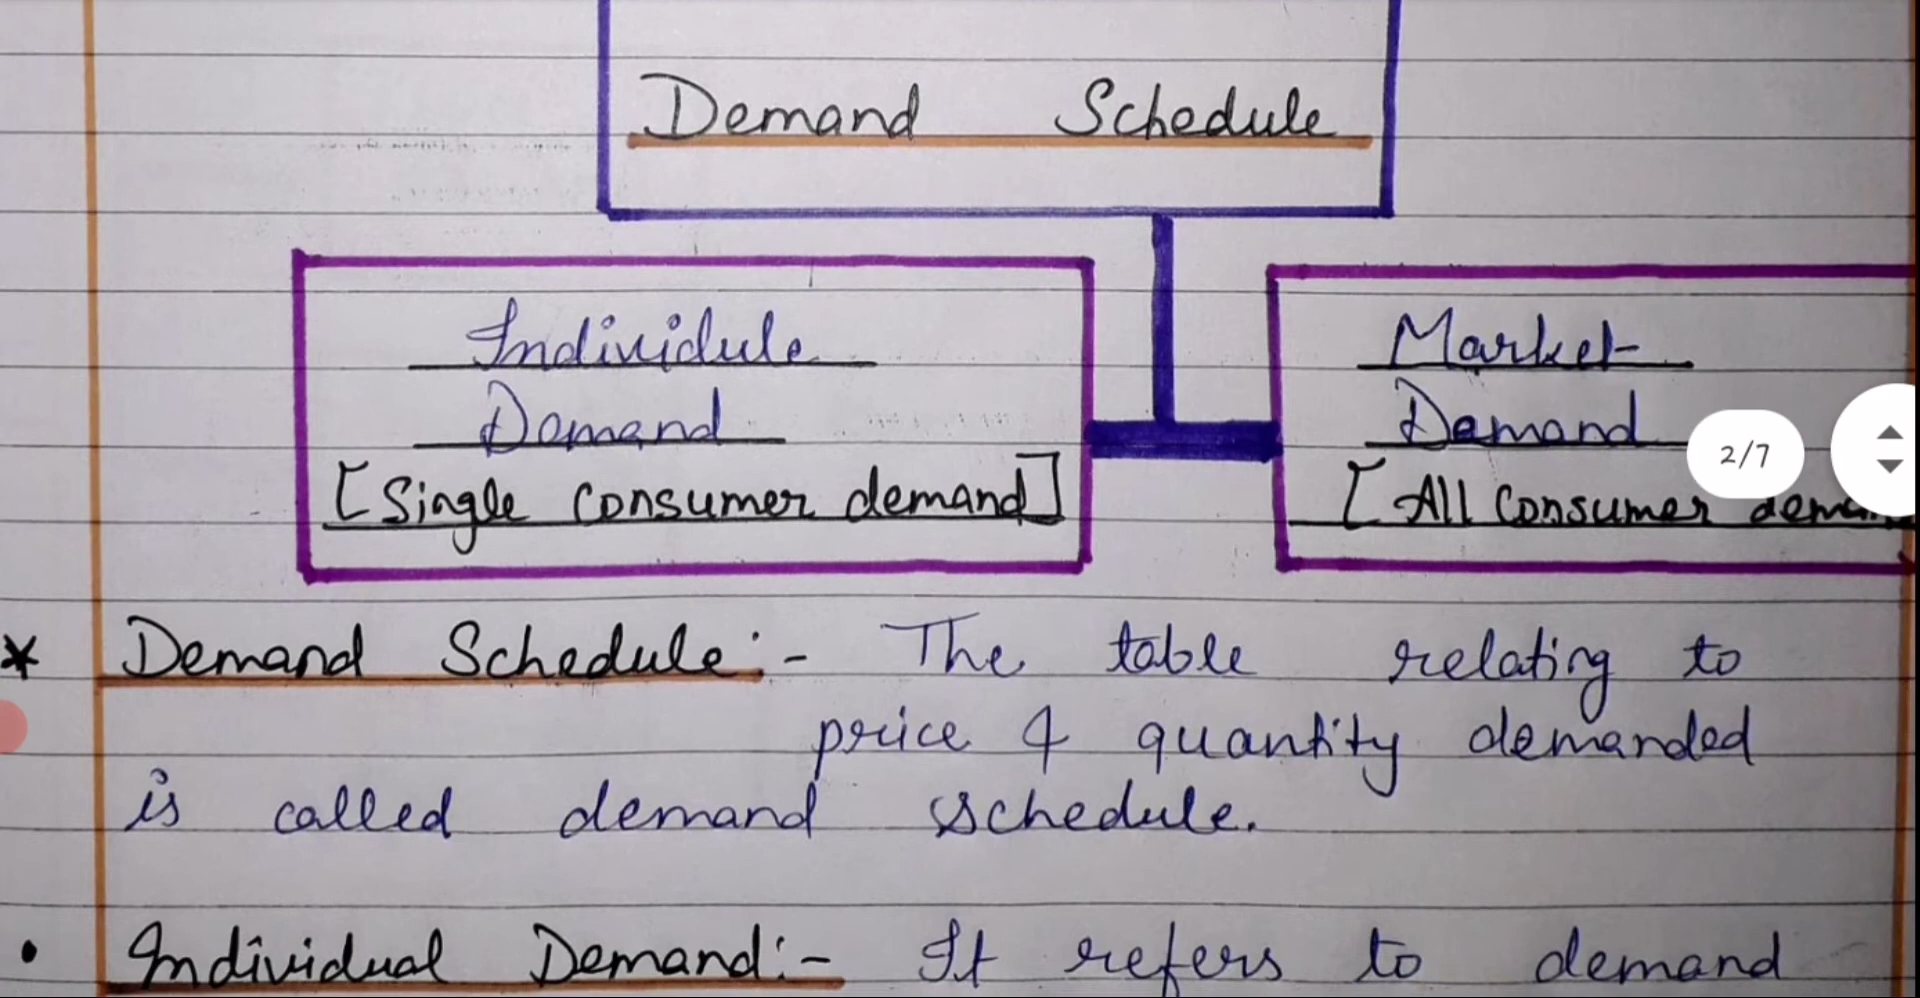 Demand Schedule
Individule
Demand
[Single consumer demand]
Market
Demand
[All Consumer
2/7
* Demand Schedule:- The table relating to
price & quantity demanded
is called demand schedule.
• Individual Demand:- It refers to demand